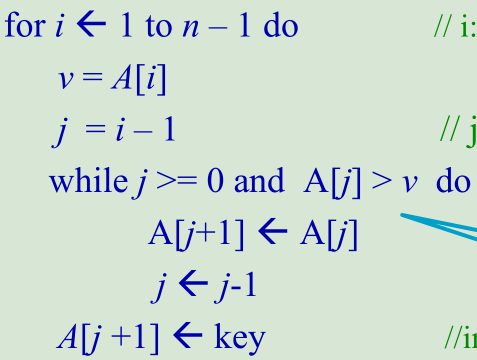 for i ← 1 to n – 1 do // i:
v = A[i]
j = i – 1 // j
while j >= 0 and A[j] > v do
A[j+1] ← A[j]
j ← j-1
A[j +1] ← key //in